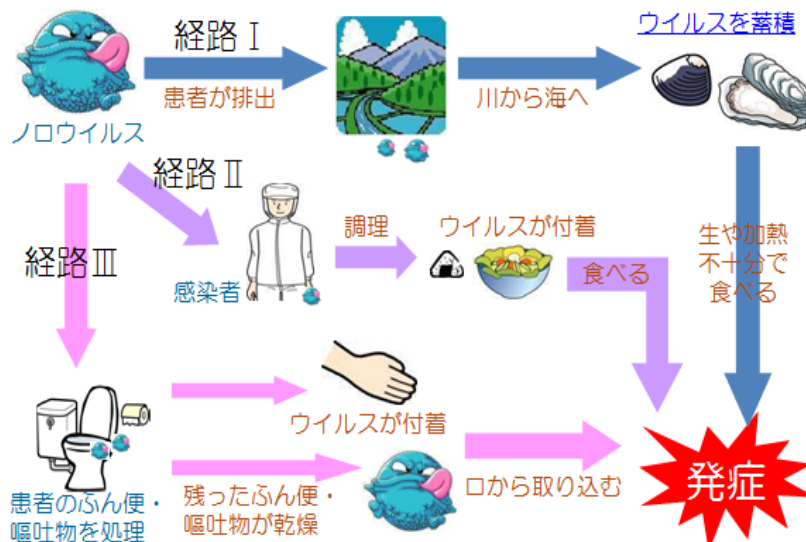 経路Ⅰ
患者が排出
川から海へ
ウイルスを蓄積
ノロウイルス
経路Ⅱ
感染者
調理
ウイルスが付着
食べる
生や加熱
不十分で
食べる
経路Ⅲ
ウイルスが付着
患者のふん便・
嘔吐物を処理
残ったふん便・
嘔吐物が乾燥
口から取り込む
発症